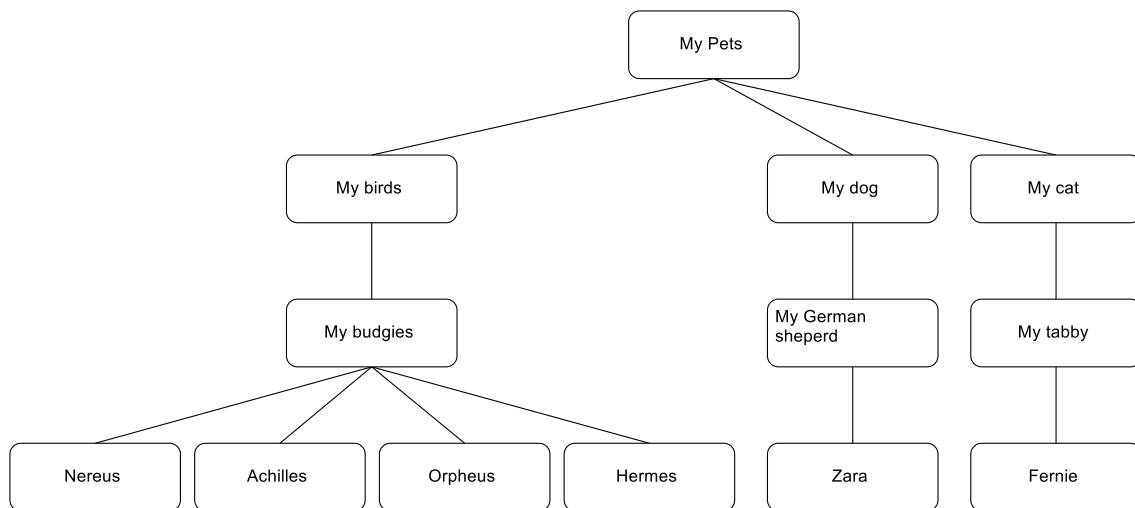 My Pets
My birds
My dog
My cat
My budgies
My German
sheperd
My tabby
Nereus
Achilles
Orpheus
Hermes
Zara
Fernie